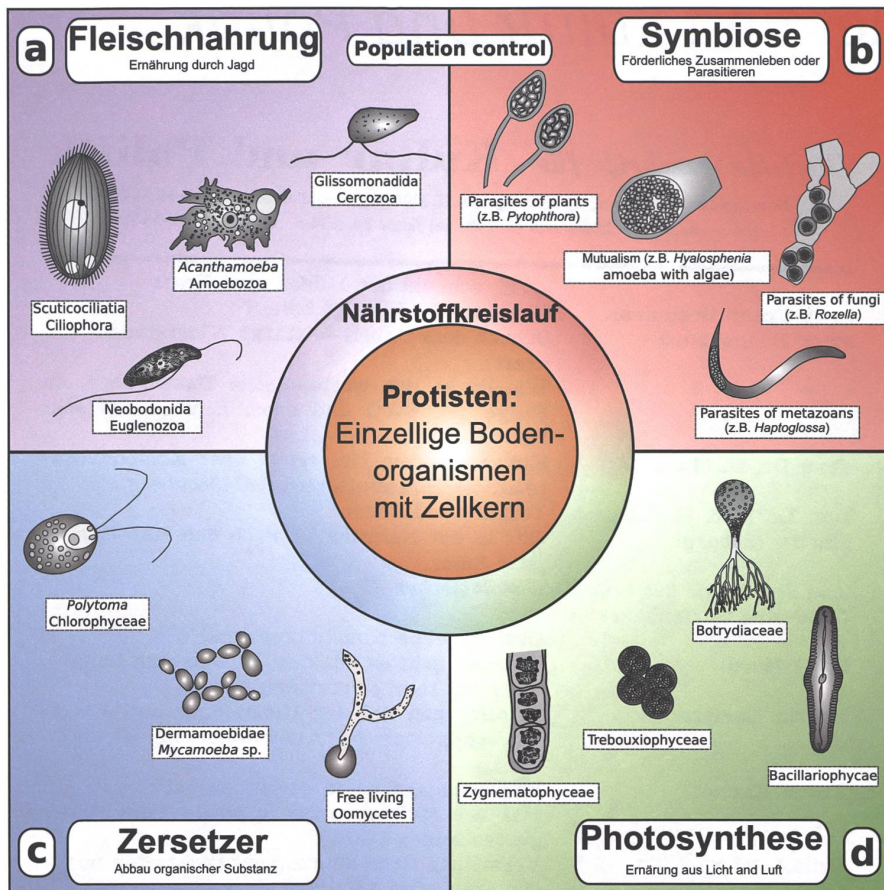 a
Fleischnahrung
Ernährung durch Jagd
Population control
Symbiose
Förderliches Zusammenleben oder
Parasitieren
b
Glissomonadida
Cercozoa
Acanthamoeba
Amoebozoa
Scuticociliatia
Ciliophora
Neobodonida
Euglenozoa
Parasites of plants
(z.B. Pytophthora)
Mutualism (z.B. Hyalosphenia
amoeba with algae)
Parasites of fungi
(z.B. Rozella)
Parasites of metazoans
(z.B. Haptoglossa)
Nährstoffkreislauf
Protisten:
Einzellige Boden-
organismen
mit Zellkern
Polytoma
Chlorophyceae
Dermamoebidae
Mycamoeba sp.
Free living
Oomycetes
Botrydiaceae
Trebouxiophyceae
Zygnematophyceae
Bacillariophycae
c
Zersetzer
Abbau organischer Substanz
Photosynthese
Ernärung aus Licht and Luft
d